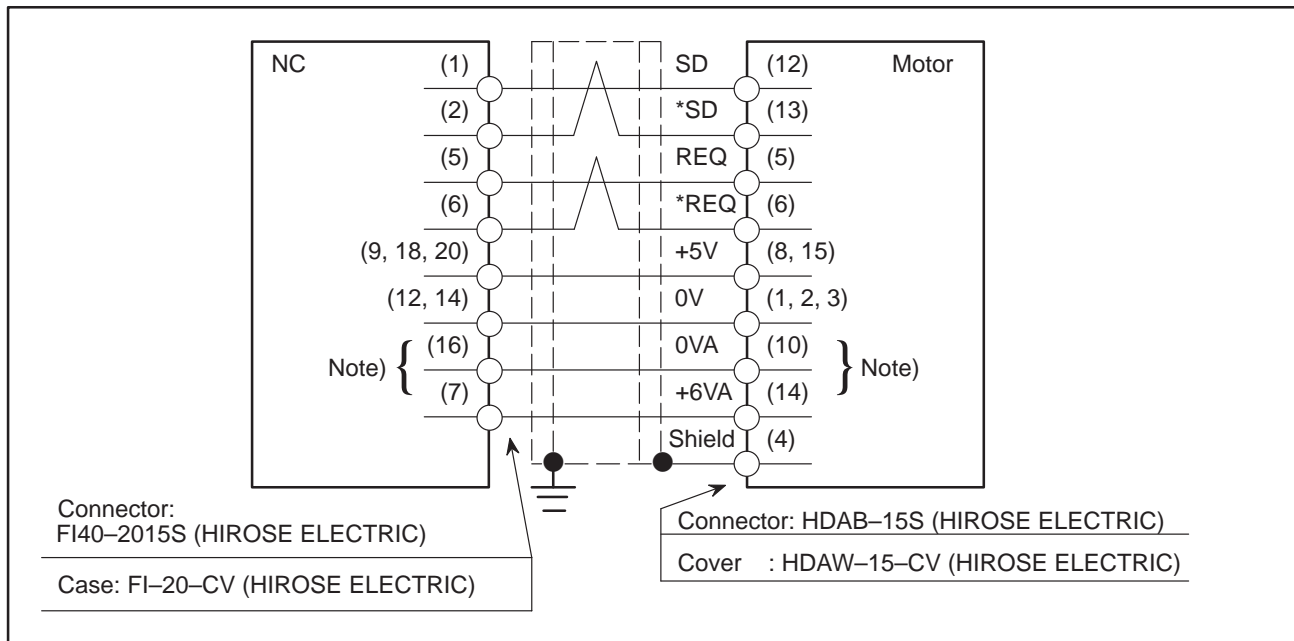 NC (1) SD (12) Motor
(2) *SD (13)
(5) REQ (5)
(6) *REQ (6)
(9, 18, 20) +5V (8, 15)
(12, 14) 0V (1, 2, 3)
Note) { (16) 0VA (10) } Note)
(7) +6VA (14)
Shield (4)
Connector:
FI40–2015S (HIROSE ELECTRIC)
Case: FI–20–CV (HIROSE ELECTRIC)
Connector: HDAB–15S (HIROSE ELECTRIC)
Cover : HDAW–15–CV (HIROSE ELECTRIC)